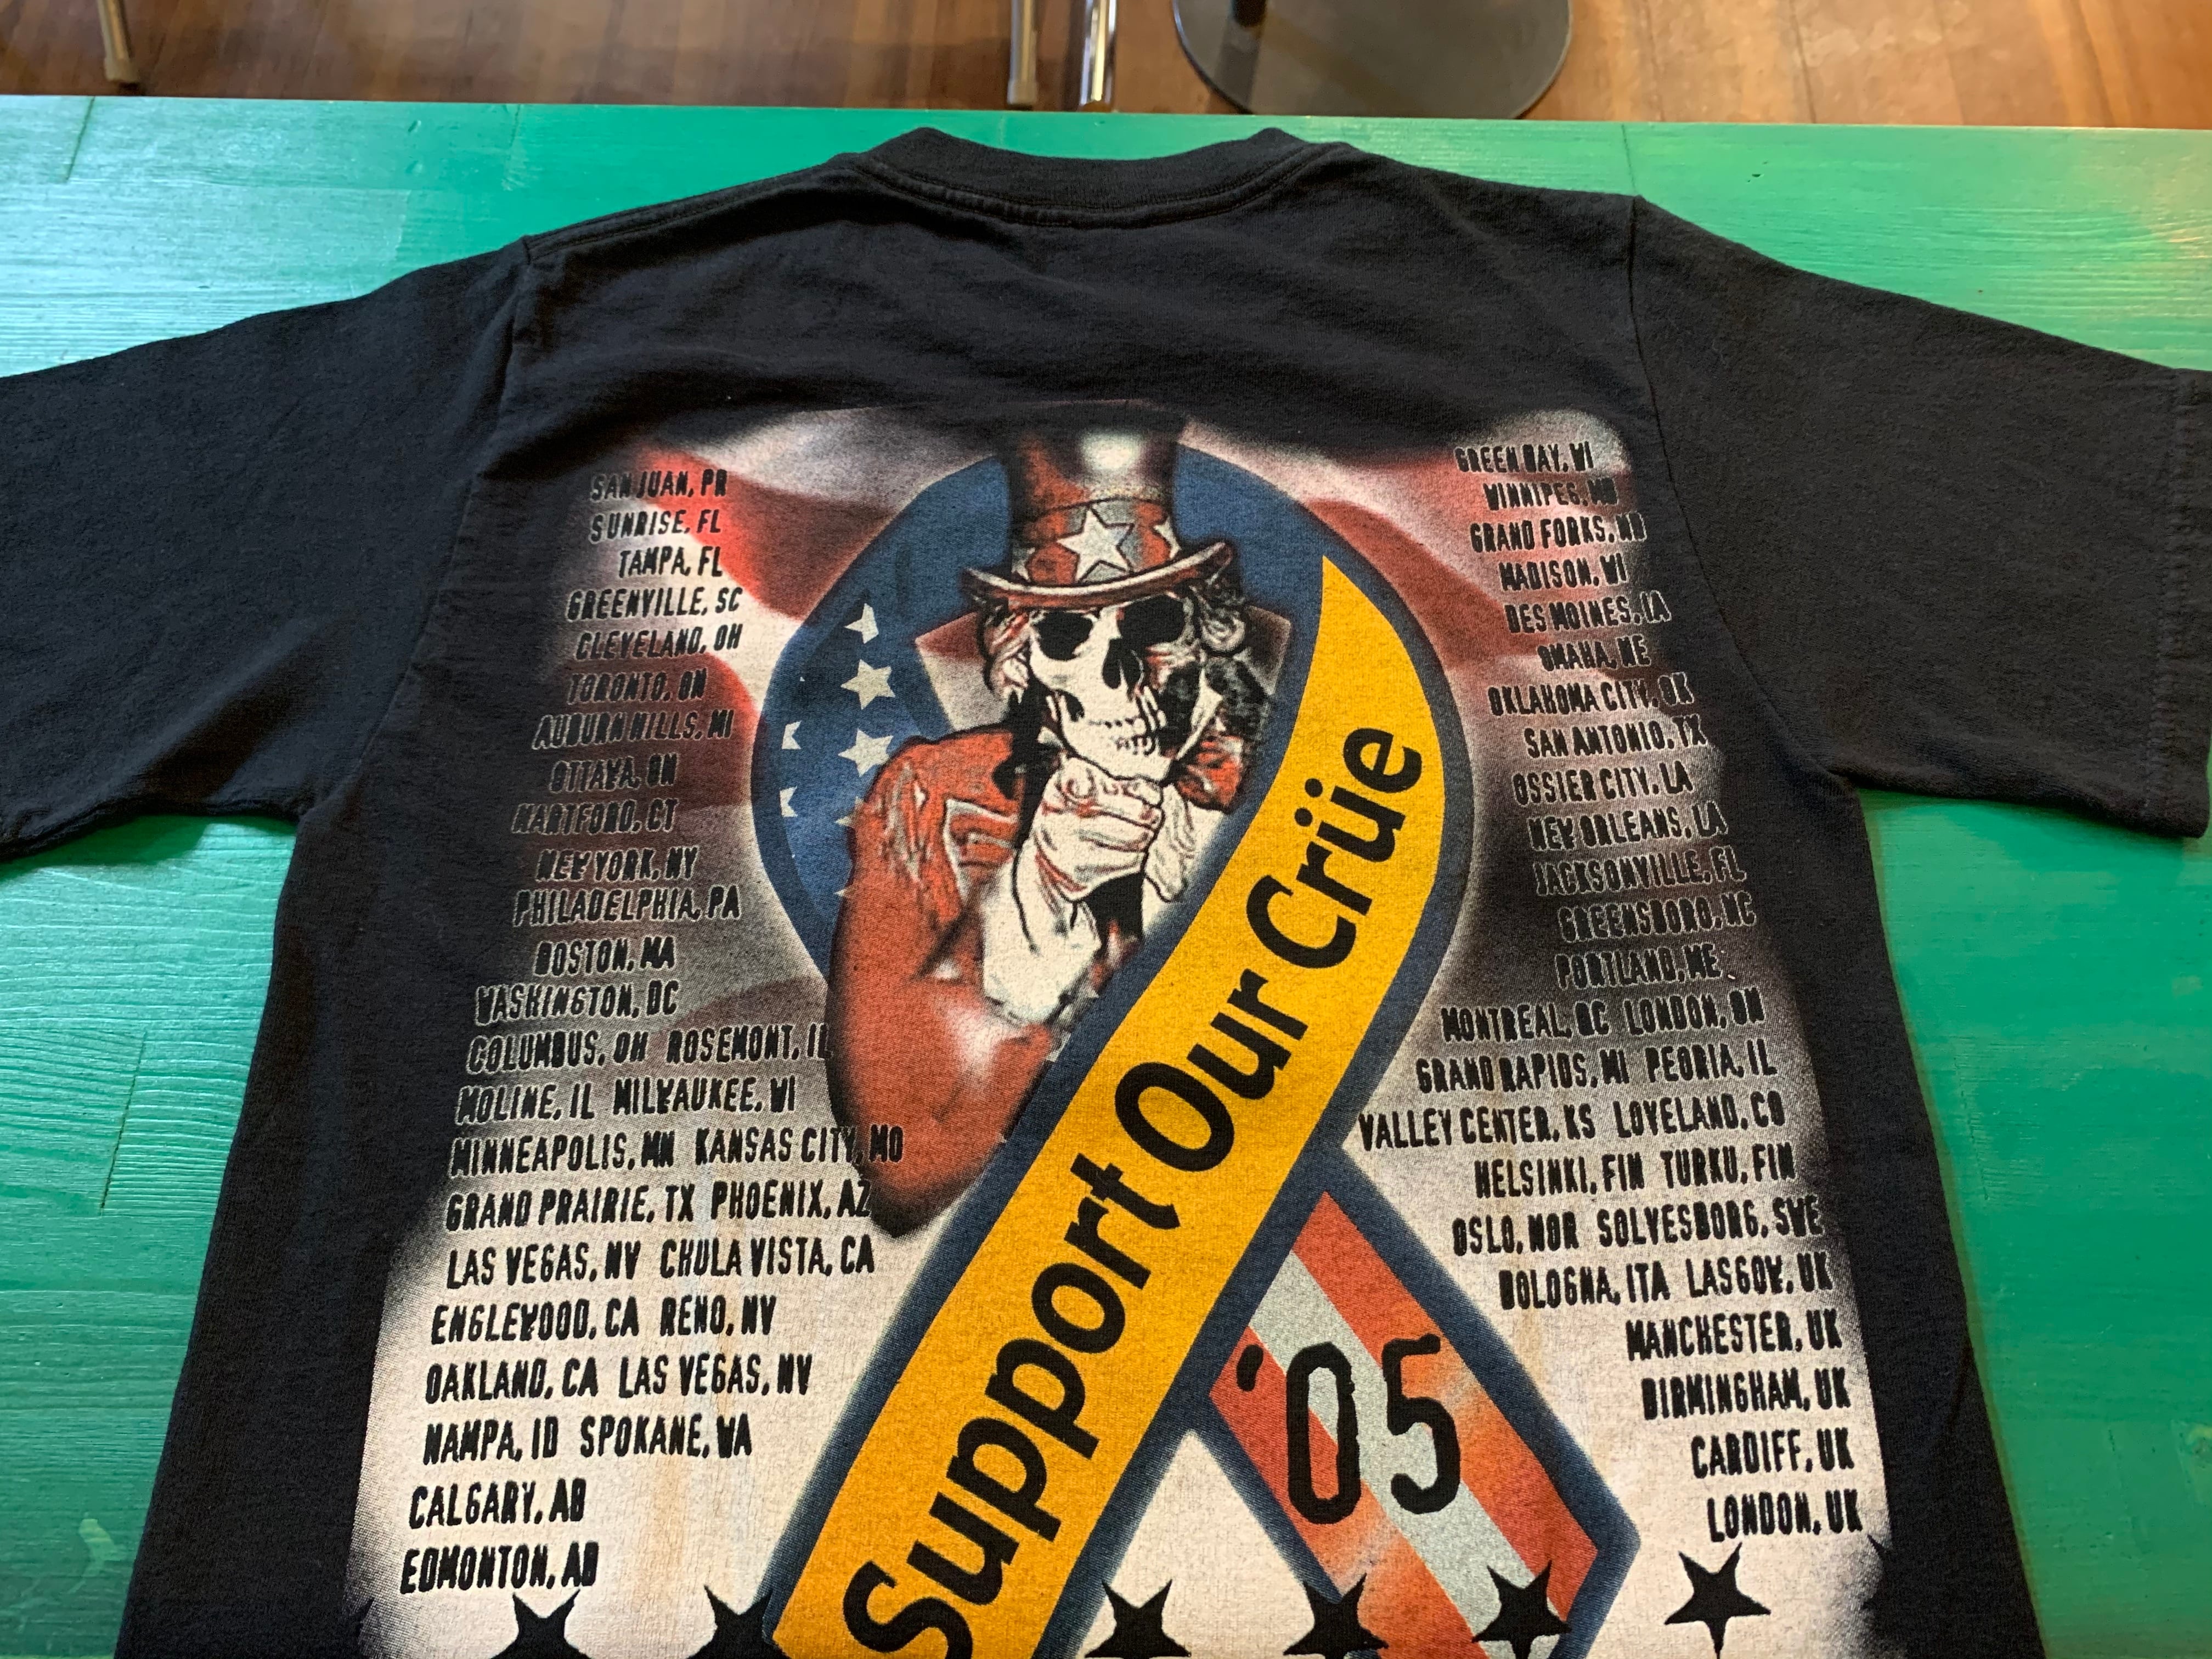 SAN JUAN, PR
SUNRISE, FL
TAMPA, FL
GREENVILLE, SC
CLEVELAND, OH
TORONTO, ON
AUBURN HILLS, MI
OTTAWA, ON
HARTFORD, CT
NEW YORK, NY
PHILADELPHIA, PA
BOSTON, MA
WASHINGTON, DC
COLUMBUS, OH ROSEMONT, IL
MOLINE, IL MILWAUKEE, WI
MINNEAPOLIS, MN KANSAS CITY, MO
GRAND PRAIRIE, TX PHOENIX, AZ
LAS VEGAS, NV CHULA VISTA, CA
ENGLEWOOD, CA RENO, NV
OAKLAND, CA LAS VEGAS, NV
NAMPA, ID SPOKANE, WA
CALGARY, AB
EDMONTON, AB
Support Our Crüe
'05
GREEN BAY, WI
WINNIPEG, MB
GRAND FORKS, ND
MADISON, WI
DES MOINES, IA
OMAHA, NE
OKLAHOMA CITY, OK
SAN ANTONIO, TX
OSSIER CITY, LA
NEW ORLEANS, LA
JACKSONVILLE, FL
GREENSBORO, NC
PORTLAND, ME
MONTREAL, QC LONDON, ON
GRAND RAPIDS, MI PEORIA, IL
VALLEY CENTER, KS LOVELAND, CO
HELSINKI, FIN TURKU, FIN
OSLO, NOR SOLVESBORG, SWE
BOLOGNA, ITA LASGOW, UK
MANCHESTER, UK
BIRMINGHAM, UK
CARDIFF, UK
LONDON, UK